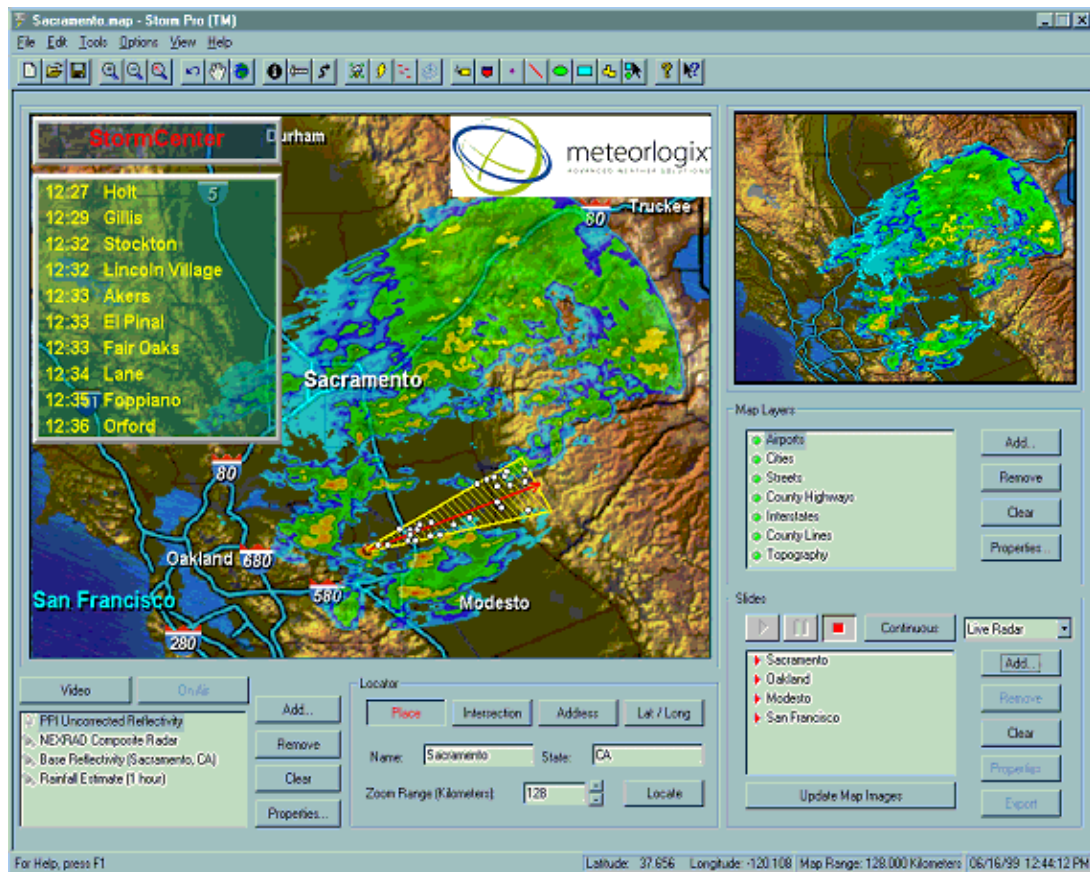 Sacramento.map - Storm Pro (TM)
File Edit Tools Options View Help
StormCenter
Durham
meteorlogix
ADVANCED WEATHER SOLUTIONS
12:27 Holt
12:29 Gillis
12:32 Stockton
12:32 Lincoln Village
12:33 Akers
12:33 El Pinal
12:33 Fair Oaks
12:34 Lane
12:35 Foppiano
12:36 Orford
5
80
Truckee
Sacramento
80
Oakland
680
San Francisco
580
Modesto
280
Map Layers
Airports
Cities
Streets
County Highways
Interstates
County Lines
Topography
Add...
Remove
Clear
Properties...
Slides
Continuous
Live Radar
Sacramento
Oakland
Modesto
San Francisco
Add...
Remove
Clear
Properties
Export
Update Map Images
Video
On Air
PPI Uncorrected Reflectivity
NEXRAD Composite Radar
Base Reflectivity (Sacramento, CA)
Rainfall Estimate (1 hour)
Add...
Remove
Clear
Properties...
Locator
Place Intersection Address Lat / Long
Name: Sacramento State: CA
Zoom Range (Kilometers): 128 Locate
For Help, press F1
Latitude: 37.656 Longitude: -120.108 Map Range: 128.000 Kilometers 06/16/99 12:44:12 PM